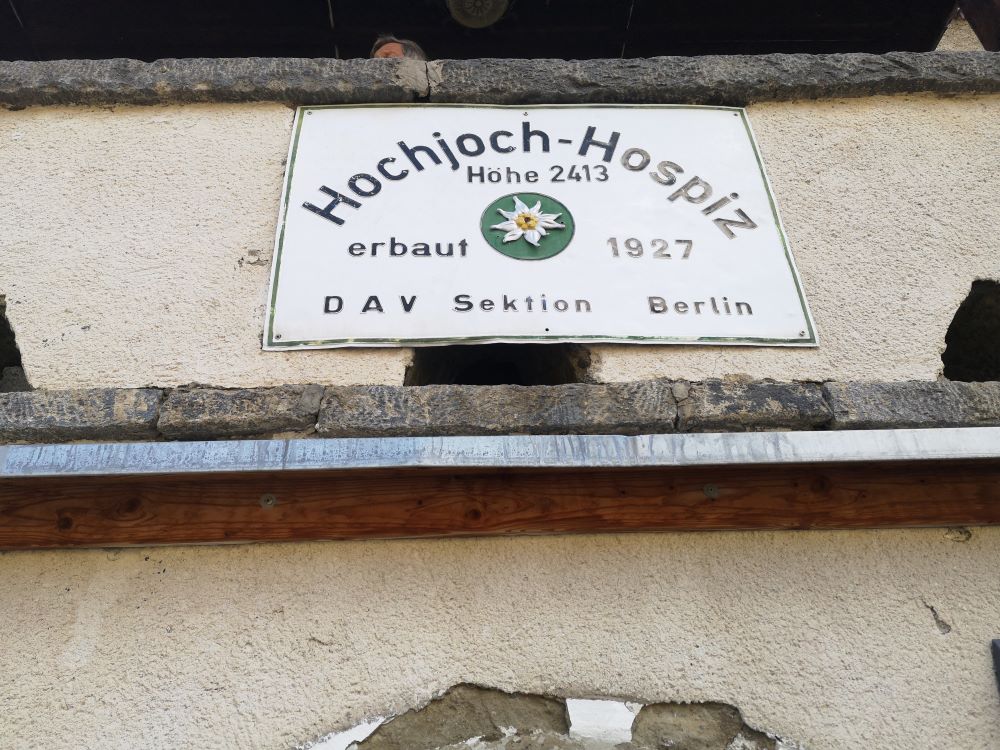 Hochjoch-Hospiz
Höhe 2413
erbaut 1927
DAV Sektion Berlin